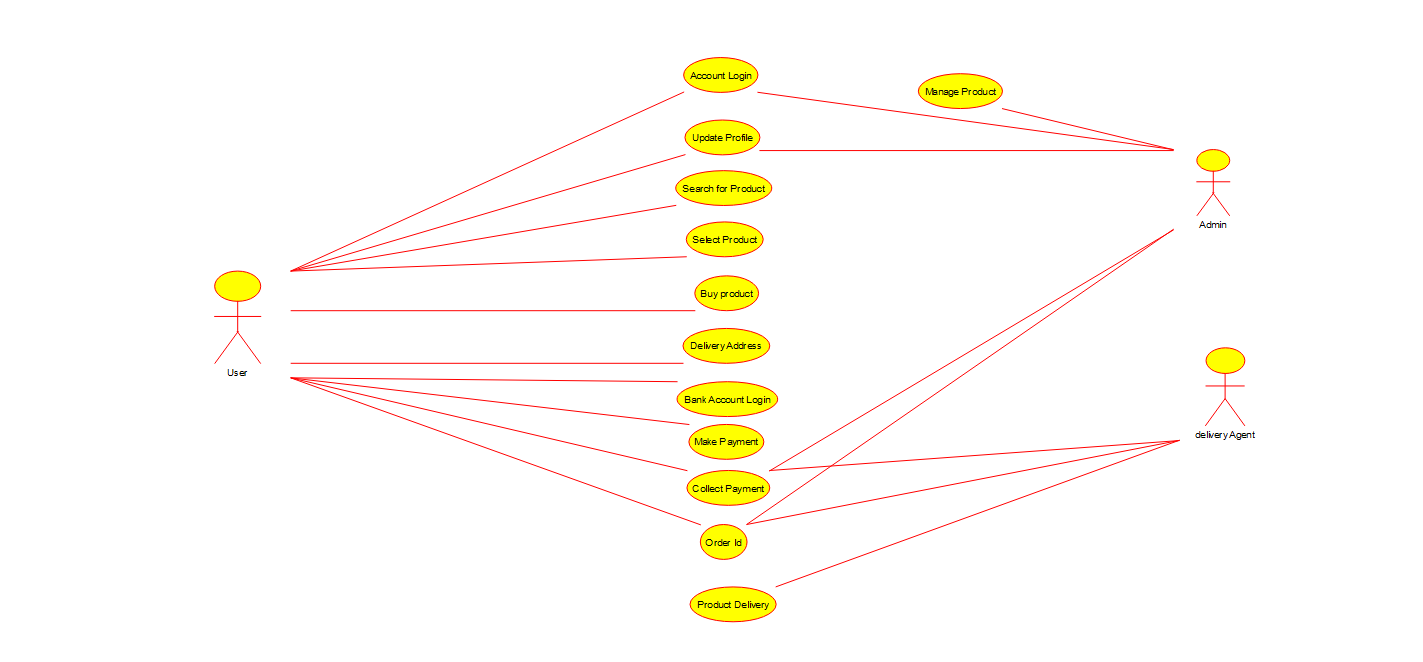 Account Login
Manage Product
Update Profile
Search for Product
Select Product
Admin
Buy product
Delivery Address
User
Bank Account Login
delivery Agent
Make Payment
Collect Payment
Order Id
Product Delivery